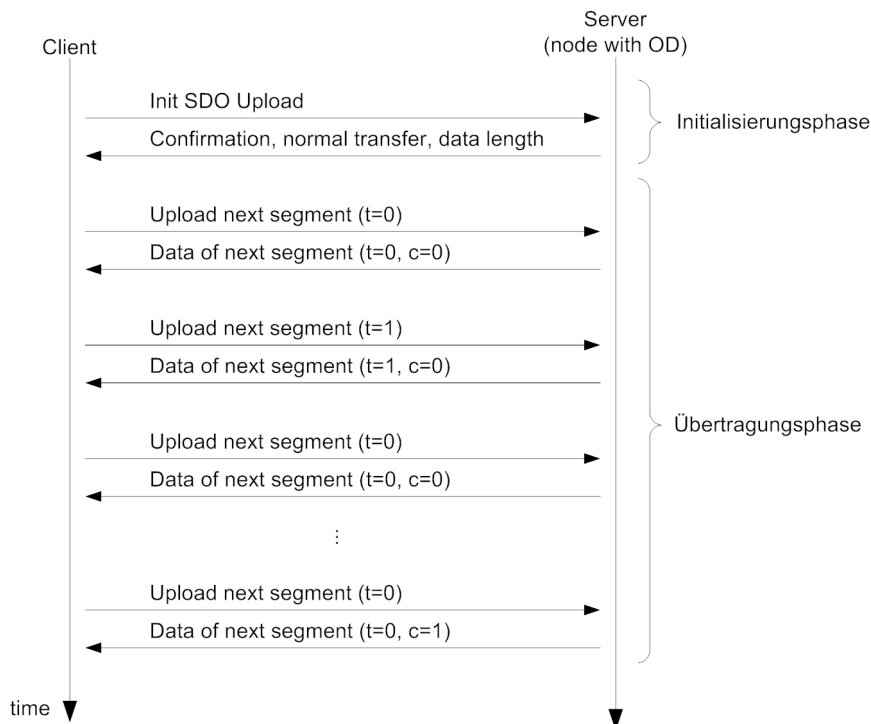 Server
(node with OD)
Client
Init SDO Upload
Confirmation, normal transfer, data length
Initialisierungsphase
Upload next segment (t=0)
Data of next segment (t=0, c=0)
Upload next segment (t=1)
Data of next segment (t=1, c=0)
Übertragungsphase
Upload next segment (t=0)
Data of next segment (t=0, c=0)
⋮
Upload next segment (t=0)
Data of next segment (t=0, c=1)
time